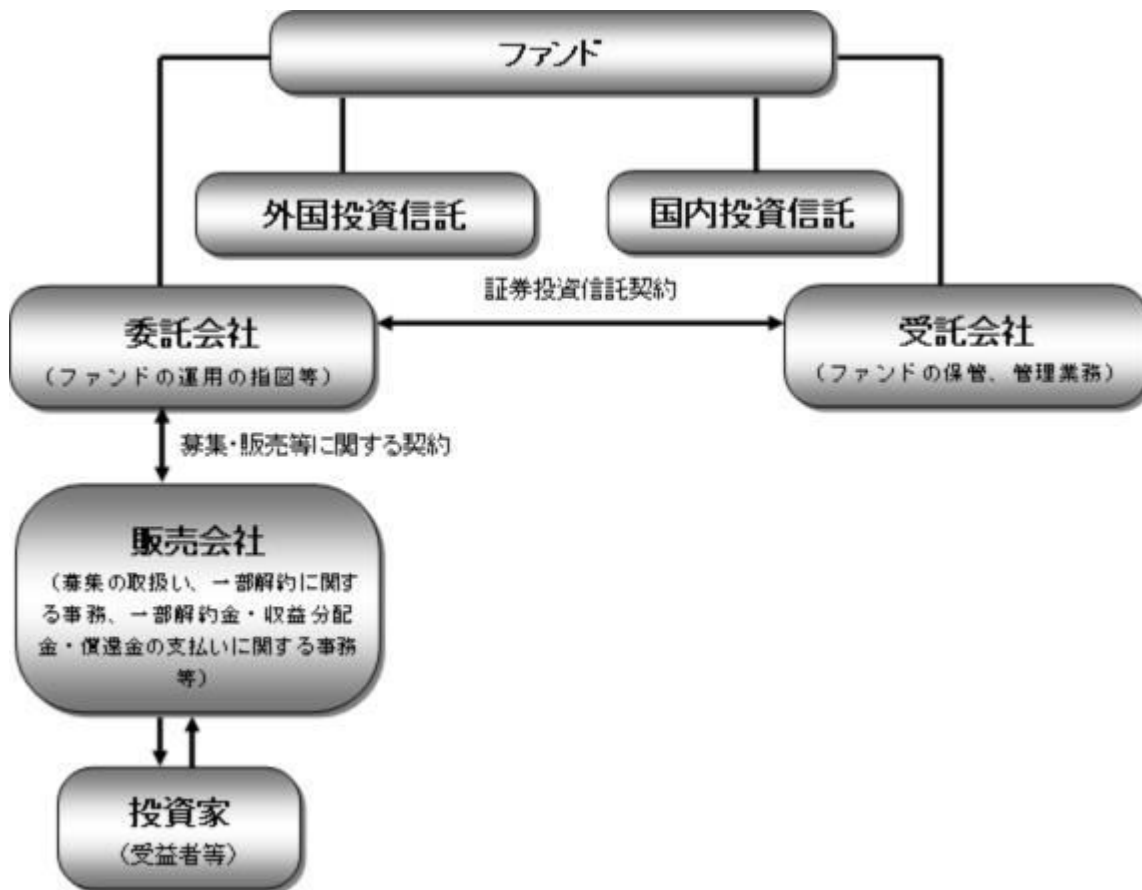 ファンド
外国投資信託
国内投資信託
証券投資信託契約
委託会社
（ファンドの運用の指図等）
受託会社
（ファンドの保管、管理業務）
募集・販売等に関する契約
販売会社
（募集の取扱い、一部解約に関す
る事務、一部解約金・収益分配
金・償還金の支払いに関する事務
等）
投資家
（受益者等）